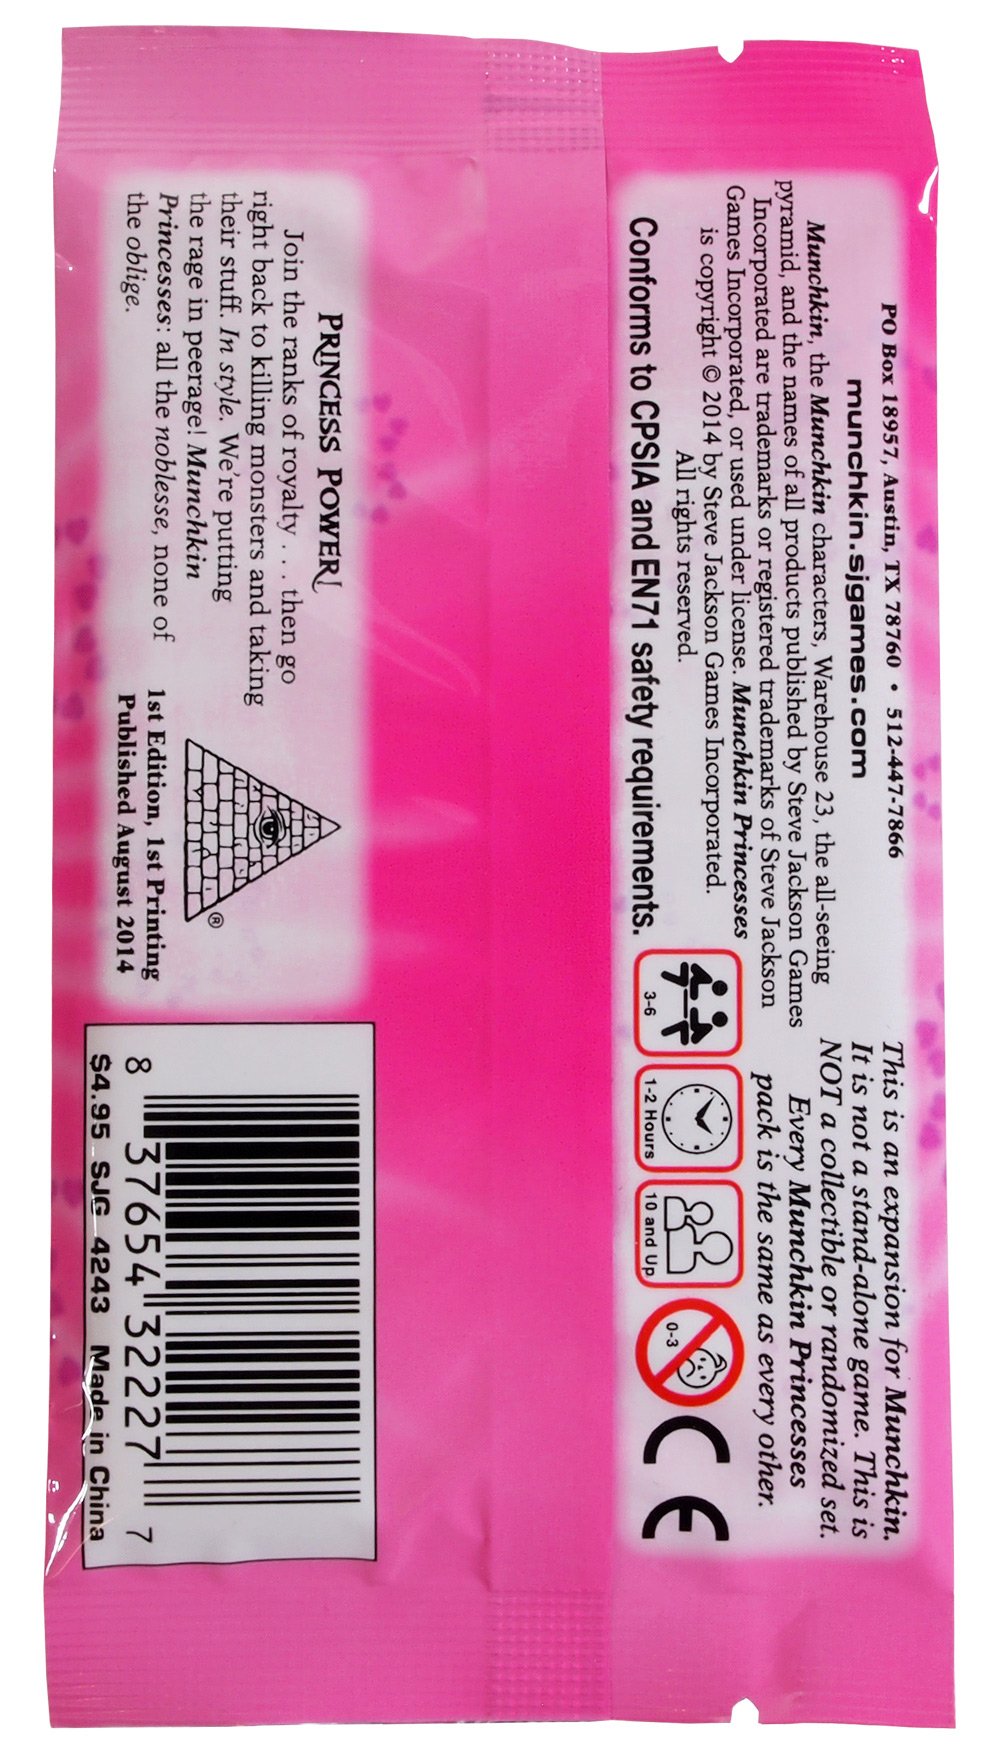 PO Box 18957, Austin, TX 78760 • 512-447-7866
munchkin.sjgames.com
Munchkin, the Munchkin characters, Warehouse 23, the all-seeing
pyramid, and the names of all products published by Steve Jackson Games
Incorporated are trademarks or registered trademarks of Steve Jackson
Games Incorporated, or used under license. Munchkin Princesses
is copyright © 2014 by Steve Jackson Games Incorporated.
All rights reserved.
Conforms to CPSIA and EN71 safety requirements.
This is an expansion for Munchkin.
It is not a stand-alone game. This is
NOT a collectible or randomized set.
Every Munchkin Princesses
pack is the same as every other.
3-6
1-2 Hours
10 and Up
0-3
CE
PRINCESS POWER!
Join the ranks of royalty . . . then go
right back to killing monsters and taking
their stuff. In style. We're putting
the rage in peerage! Munchkin
Princesses: all the noblesse, none of
the oblige.
®
1st Edition, 1st Printing
Published August 2014
8 37654 32227 7
$4.95 SJG 4243 Made in China